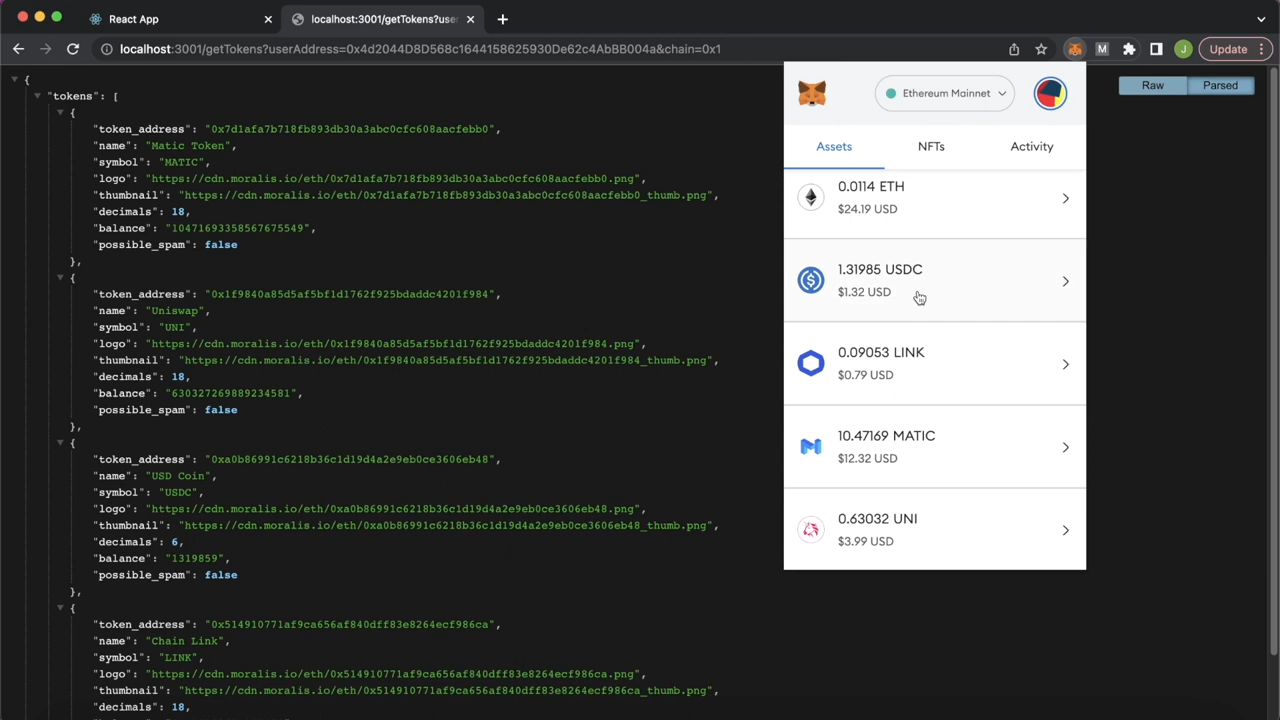 React App
localhost:3001/getTokens?use
localhost:3001/getTokens?userAddress=0x4d2044D8D568c1644158625930De62c4AbBB004a&chain=0x1
M
J
Update
Raw
Parsed
{
"tokens": [
{
"token_address": "0x7d1afa7b718fb893db30a3abc0cfc608aacfebb0",
"name": "Matic Token",
"symbol": "MATIC",
"logo": "https://cdn.moralis.io/eth/0x7d1afa7b718fb893db30a3abc0cfc608aacfebb0.png",
"thumbnail": "https://cdn.moralis.io/eth/0x7d1afa7b718fb893db30a3abc0cfc608aacfebb0_thumb.png",
"decimals": 18,
"balance": "10471693358567675549",
"possible_spam": false
},
{
"token_address": "0x1f9840a85d5af5bf1d1762f925bdaddc4201f984",
"name": "Uniswap",
"symbol": "UNI",
"logo": "https://cdn.moralis.io/eth/0x1f9840a85d5af5bf1d1762f925bdaddc4201f984.png",
"thumbnail": "https://cdn.moralis.io/eth/0x1f9840a85d5af5bf1d1762f925bdaddc4201f984_thumb.png",
"decimals": 18,
"balance": "630327269889234581",
"possible_spam": false
},
{
"token_address": "0xa0b86991c6218b36c1d19d4a2e9eb0ce3606eb48",
"name": "USD Coin",
"symbol": "USDC",
"logo": "https://cdn.moralis.io/eth/0xa0b86991c6218b36c1d19d4a2e9eb0ce3606eb48.png",
"thumbnail": "https://cdn.moralis.io/eth/0xa0b86991c6218b36c1d19d4a2e9eb0ce3606eb48_thumb.png",
"decimals": 6,
"balance": "1319859",
"possible_spam": false
},
{
"token_address": "0x514910771af9ca656af840dff83e8264ecf986ca",
"name": "Chain Link",
"symbol": "LINK",
"logo": "https://cdn.moralis.io/eth/0x514910771af9ca656af840dff83e8264ecf986ca.png",
"thumbnail": "https://cdn.moralis.io/eth/0x514910771af9ca656af840dff83e8264ecf986ca_thumb.png",
"decimals": 18,
Ethereum Mainnet
Assets
NFTs
Activity
0.0114 ETH
$24.19 USD
1.31985 USDC
$1.32 USD
0.09053 LINK
$0.79 USD
10.47169 MATIC
$12.32 USD
0.63032 UNI
$3.99 USD